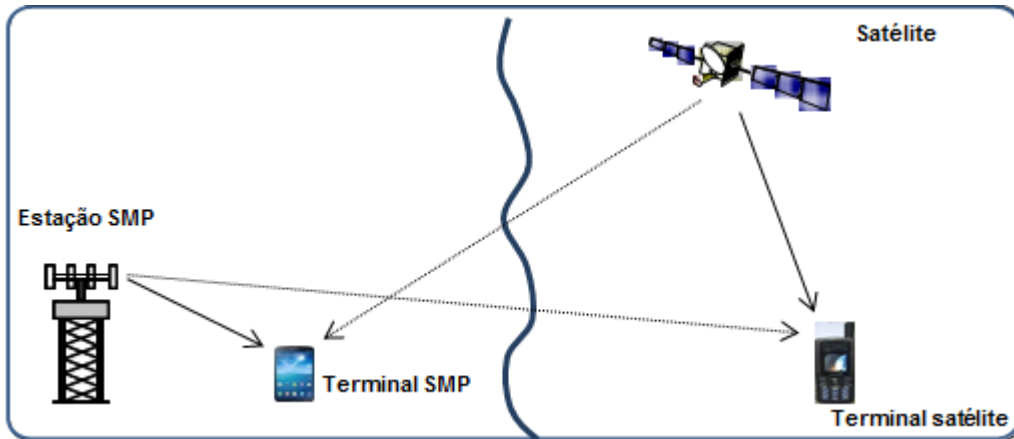 Satélite
Estação SMP
Terminal SMP
Terminal satélite